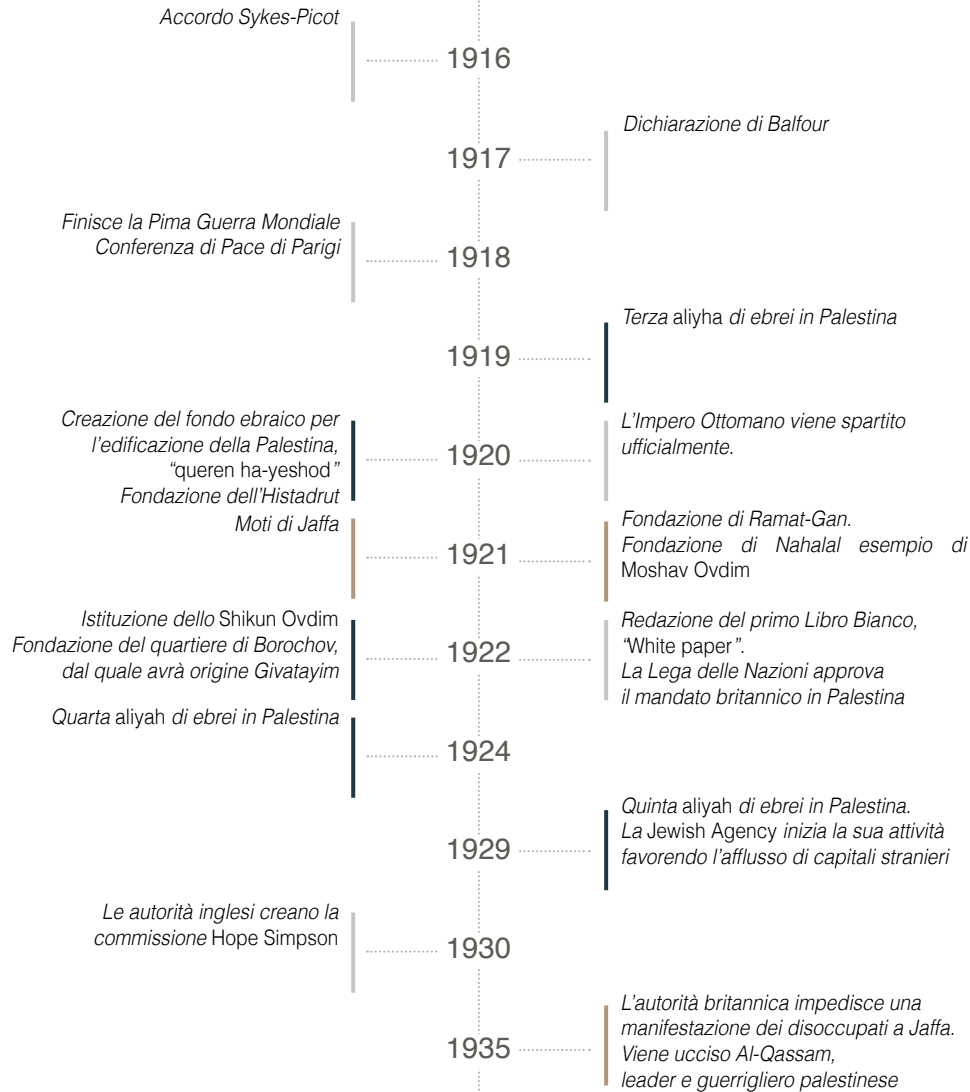 Accordo Sykes-Picot
1916
Dichiarazione di Balfour
1917
Finisce la Pima Guerra Mondiale
Conferenza di Pace di Parigi
1918
Terza aliyha di ebrei in Palestina
1919
Creazione del fondo ebraico per
l'edificazione della Palestina,
"queren ha-yeshod"
Fondazione dell'Histadrut
1920
L'Impero Ottomano viene spartito
ufficialmente.
Moti di Jaffa
1921
Fondazione di Ramat-Gan.
Fondazione di Nahalal esempio di
Moshav Ovdim
Istituzione dello Shikun Ovdim
Fondazione del quartiere di Borochov,
dal quale avrà origine Givatayim
1922
Redazione del primo Libro Bianco,
"White paper".
La Lega delle Nazioni approva
il mandato britannico in Palestina
Quarta aliyah di ebrei in Palestina
1924
Quinta aliyah di ebrei in Palestina.
La Jewish Agency inizia la sua attività
favorendo l'afflusso di capitali stranieri
1929
Le autorità inglesi creano la
commissione Hope Simpson
1930
L'autorità britannica impedisce una
manifestazione dei disoccupati a Jaffa.
Viene ucciso Al-Qassam,
leader e guerrigliero palestinese
1935